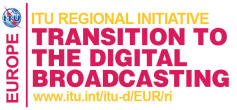 EUROPE
ITU REGIONAL INITIATIVE
TRANSITION TO
THE DIGITAL
BROADCASTING
www.itu.int/itu-d/EUR/ri